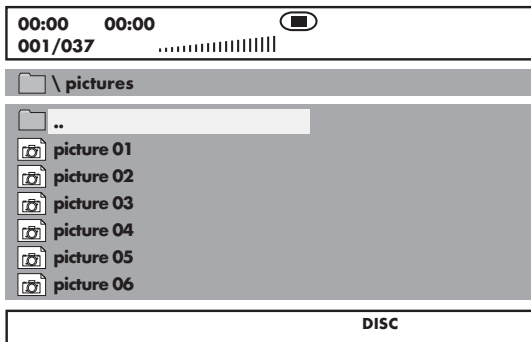 00:00 00:00
001/037
\ pictures
..
picture 01
picture 02
picture 03
picture 04
picture 05
picture 06
DISC